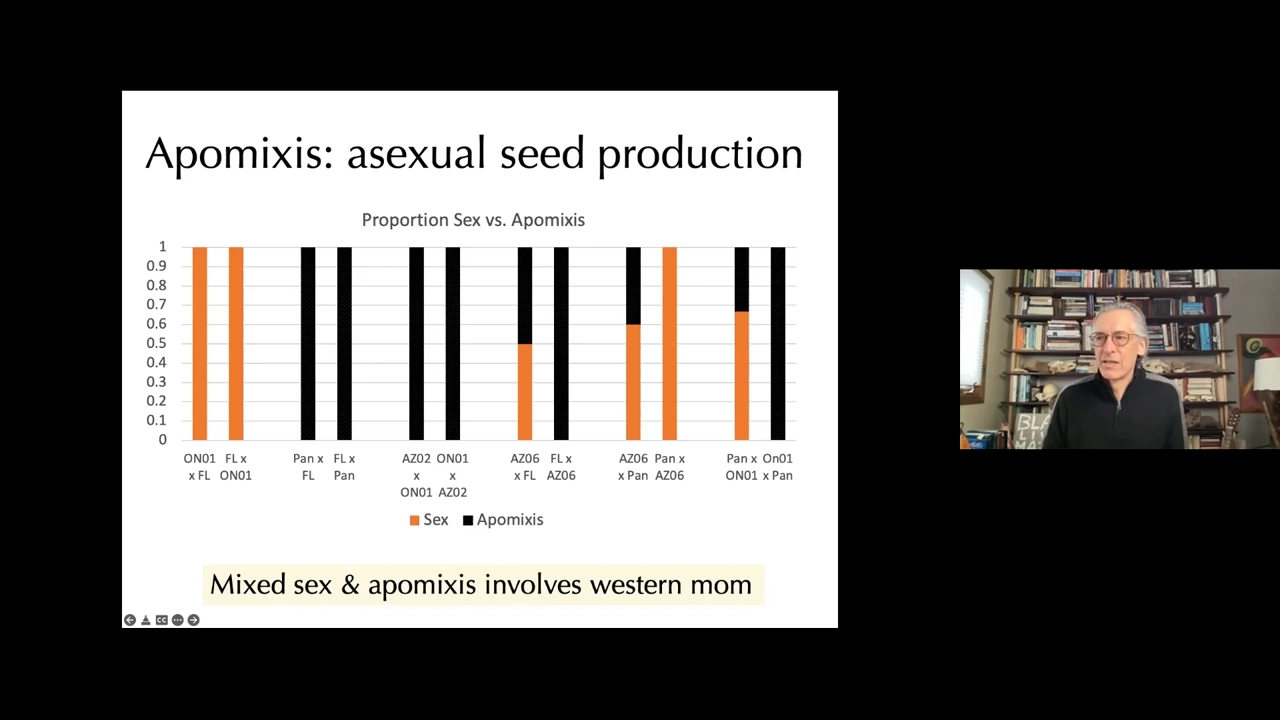 Apomixis: asexual seed production
Proportion Sex vs. Apomixis
1
0.9
0.8
0.7
0.6
0.5
0.4
0.3
0.2
0.1
0
ON01 x FL
FL x ON01
Pan x FL
FL x Pan
AZ02 x ON01
ON01 x AZ02
AZ06 x FL
FL x AZ06
AZ06 x Pan
Pan x AZ06
Pan x ON01
On01 x Pan
Sex
Apomixis
Mixed sex & apomixis involves western mom
CC